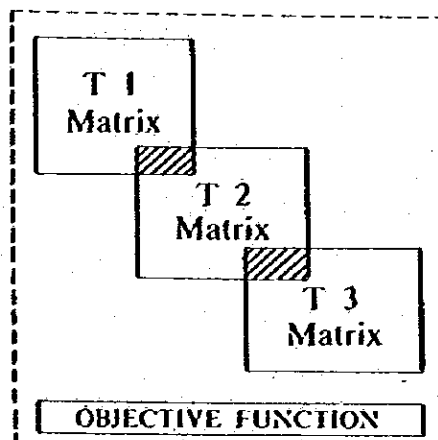 T 1
Matrix
T 2
Matrix
T 3
Matrix
OBJECTIVE FUNCTION